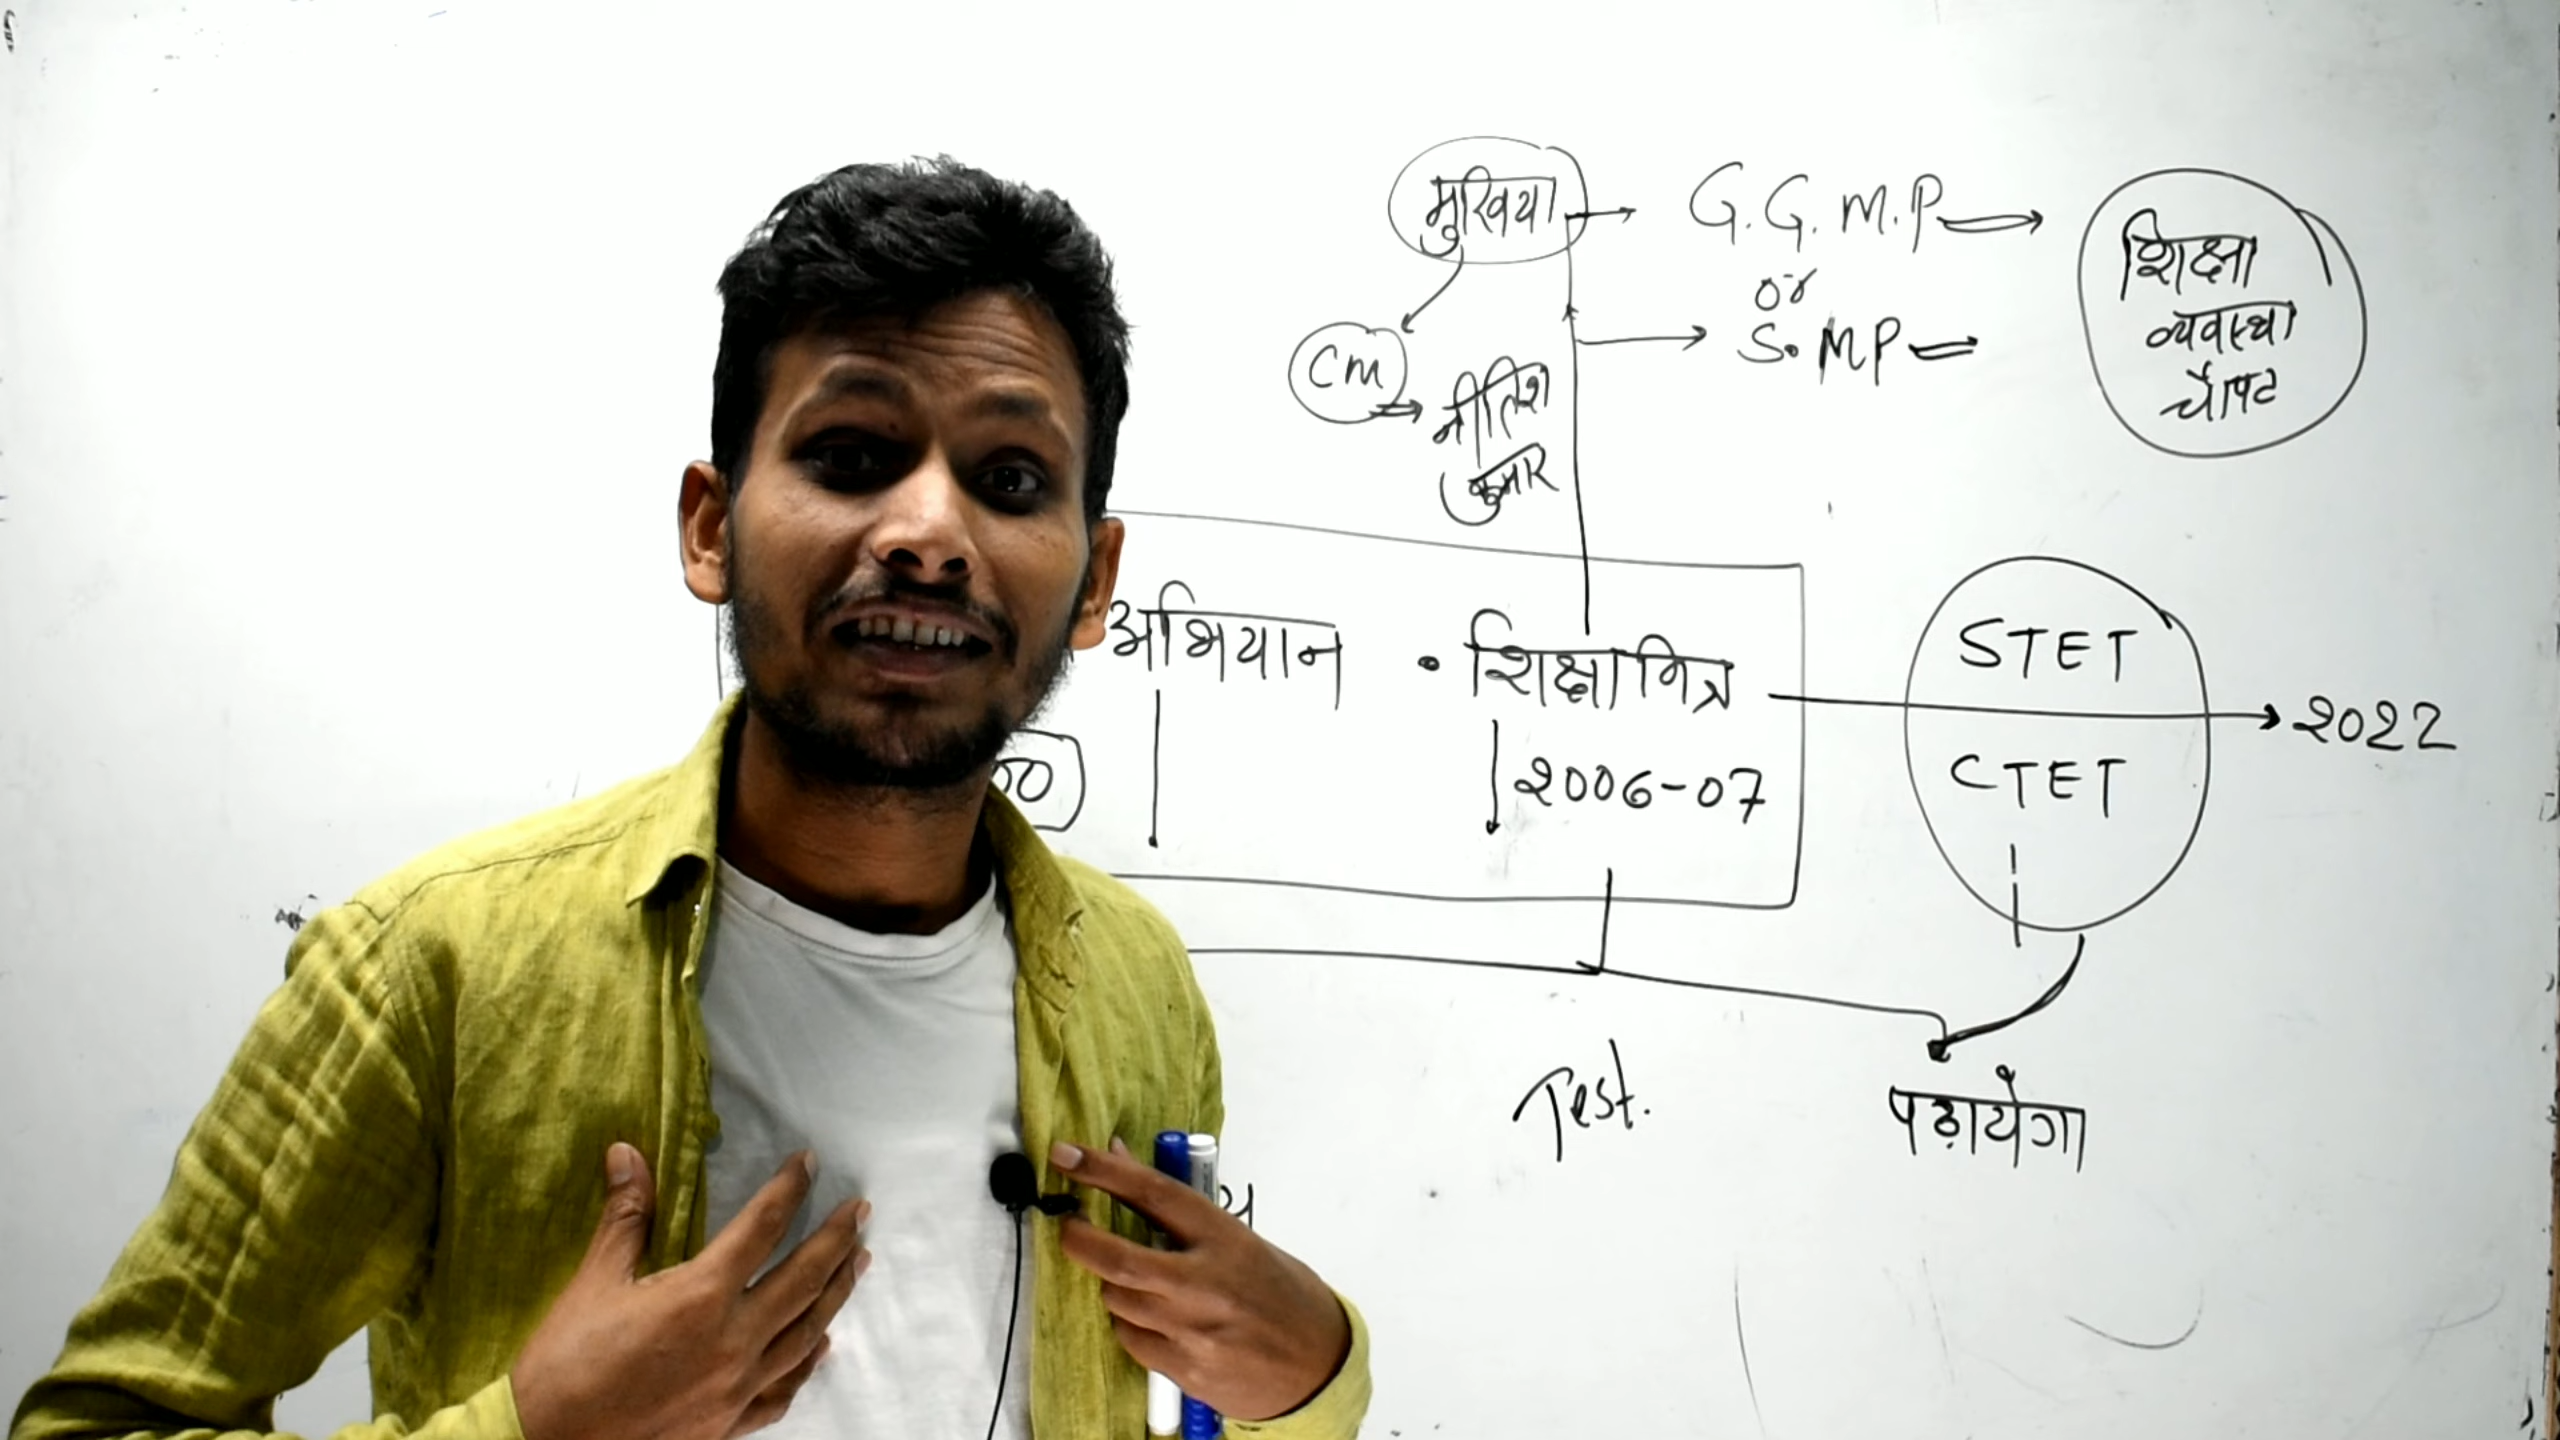 मुखिया → G.G.M.P →
or
S.MP
शिक्षा
व्यवस्था
चौपट
Cm → नीतिश
कुमार
अभियान • शिक्षामित्र
2006-07
STET
CTET
→ 2022
Test.
पढ़ायेगा